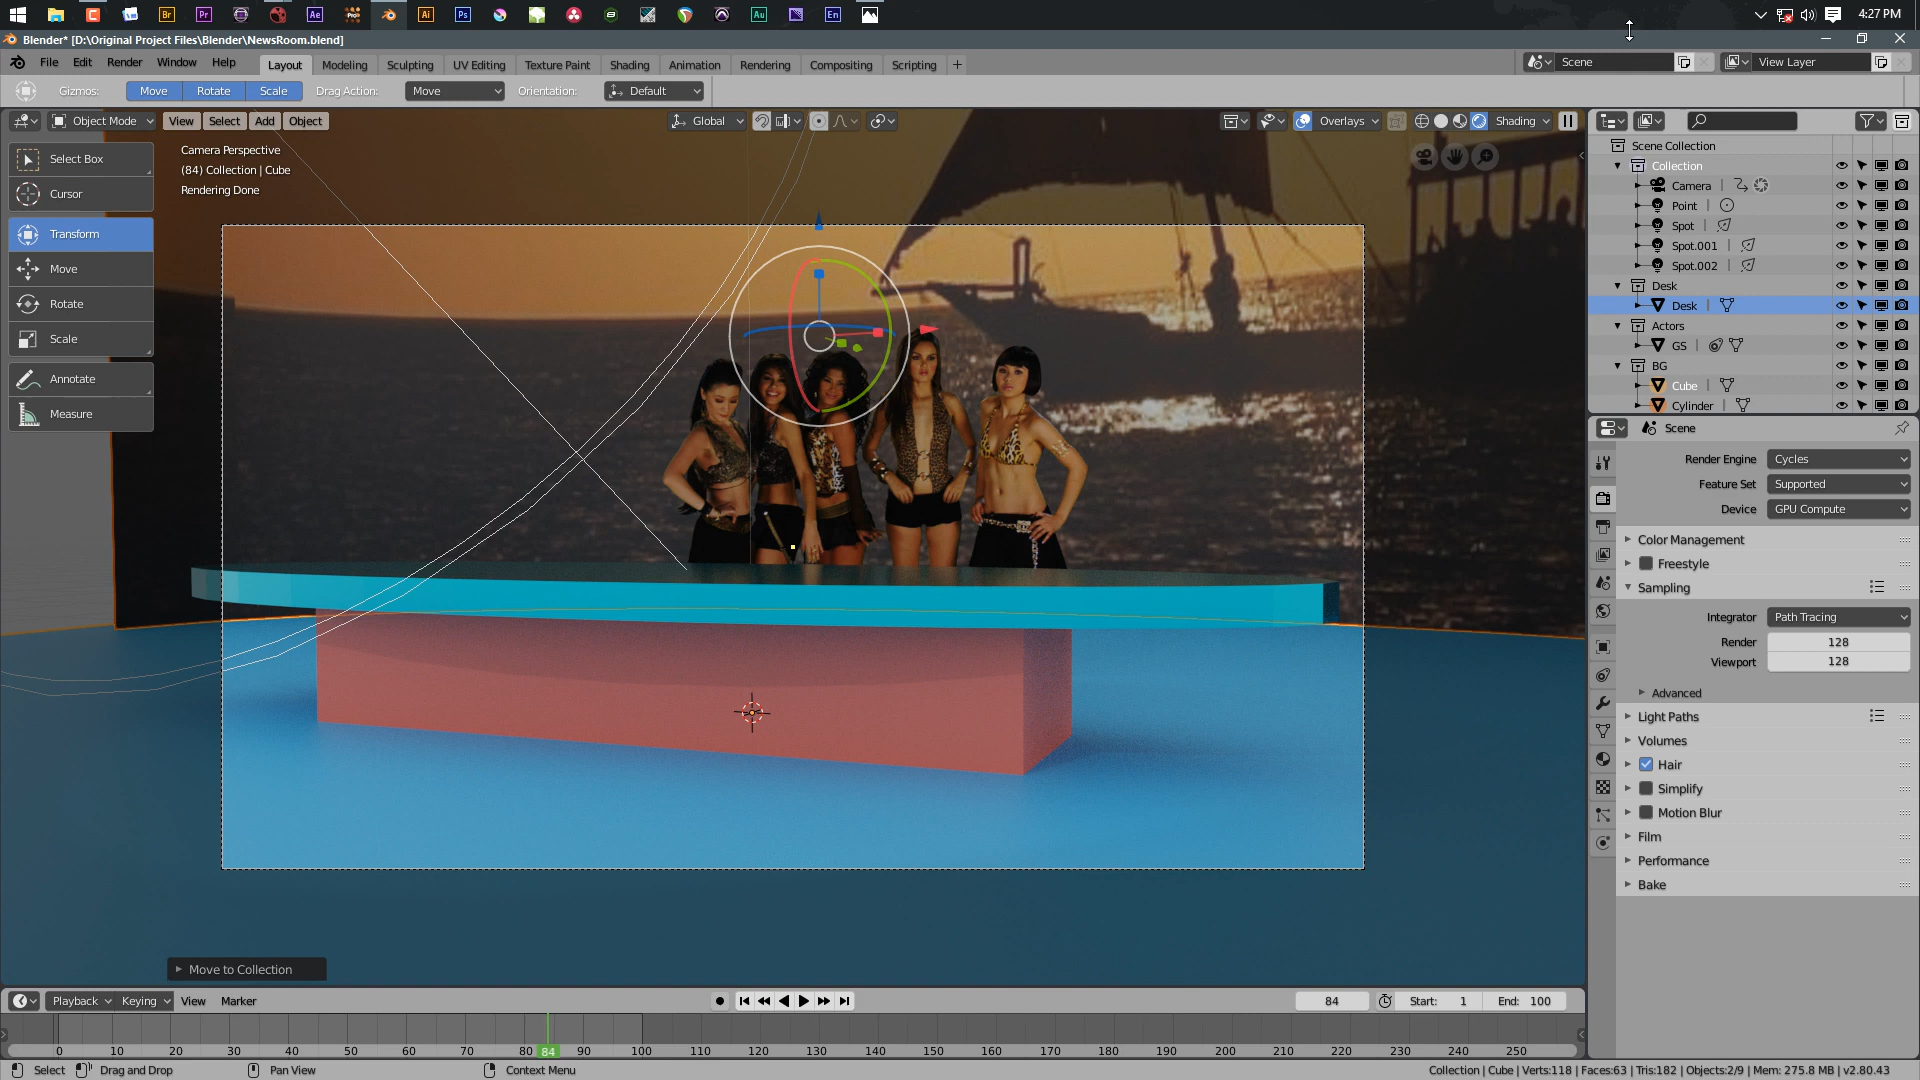 Br Pr Ae Ai Ps Au En 4:27 PM
Blender* [D:\Original Project Files\Blender\NewsRoom.blend]
File Edit Render Window Help Layout Modeling Sculpting UV Editing Texture Paint Shading Animation Rendering Compositing Scripting + Scene View Layer
Gizmos: Move Rotate Scale Drag Action: Move Orientation: Default
Object Mode View Select Add Object Global Overlays Shading
Select Box
Cursor
Transform
Move
Rotate
Scale
Annotate
Measure
Camera Perspective
(84) Collection | Cube
Rendering Done
Move to Collection
Scene Collection
Collection
Camera
Point
Spot
Spot.001
Spot.002
Desk
Desk
Actors
GS
BG
Cube
Cylinder
Scene
Render Engine Cycles
Feature Set Supported
Device GPU Compute
Color Management
Freestyle
Sampling
Integrator Path Tracing
Render 128
Viewport 128
Advanced
Light Paths
Volumes
Hair
Simplify
Motion Blur
Film
Performance
Bake
Playback Keying View Marker 84 Start: 1 End: 100
0 10 20 30 40 50 60 70 80 84 90 100 110 120 130 140 150 160 170 180 190 200 210 220 230 240 250
Select Drag and Drop Pan View Context Menu Collection | Cube | Verts:118 | Faces:63 | Tris:182 | Objects:2/9 | Mem: 275.8 MB | v2.80.43